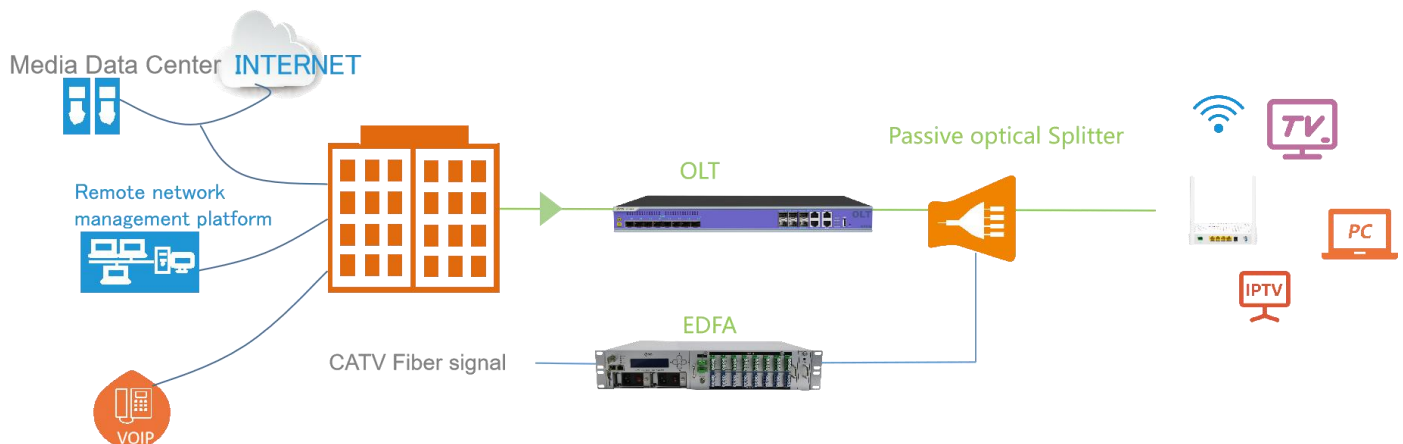 Media Data Center INTERNET
Remote network
management platform
VOIP
OLT
OLT
EDFA
CATV Fiber signal
Passive optical Splitter
TV
PC
IPTV